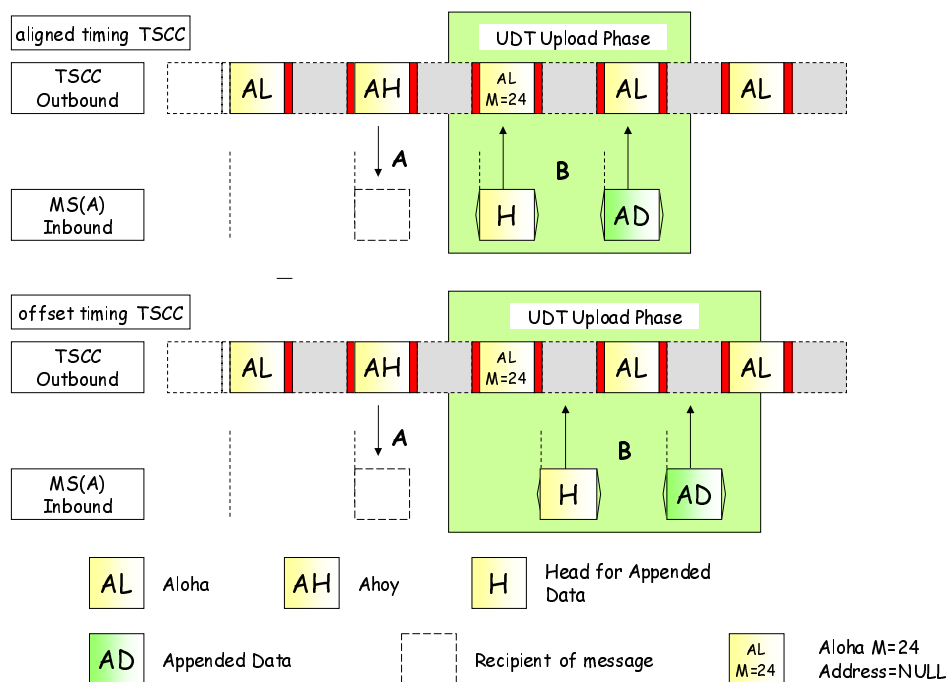 aligned timing TSCC
UDT Upload Phase
TSCC
Outbound
AL
AH
AL
M=24
AL
AL
A
B
MS(A)
Inbound
H
AD
offset timing TSCC
UDT Upload Phase
TSCC
Outbound
AL
AH
AL
M=24
AL
AL
A
B
MS(A)
Inbound
H
AD
AL
Aloha
AH
Ahoy
H
Head for Appended
Data
AD
Appended Data
Recipient of message
AL
M=24
Aloha M=24
Address=NULL